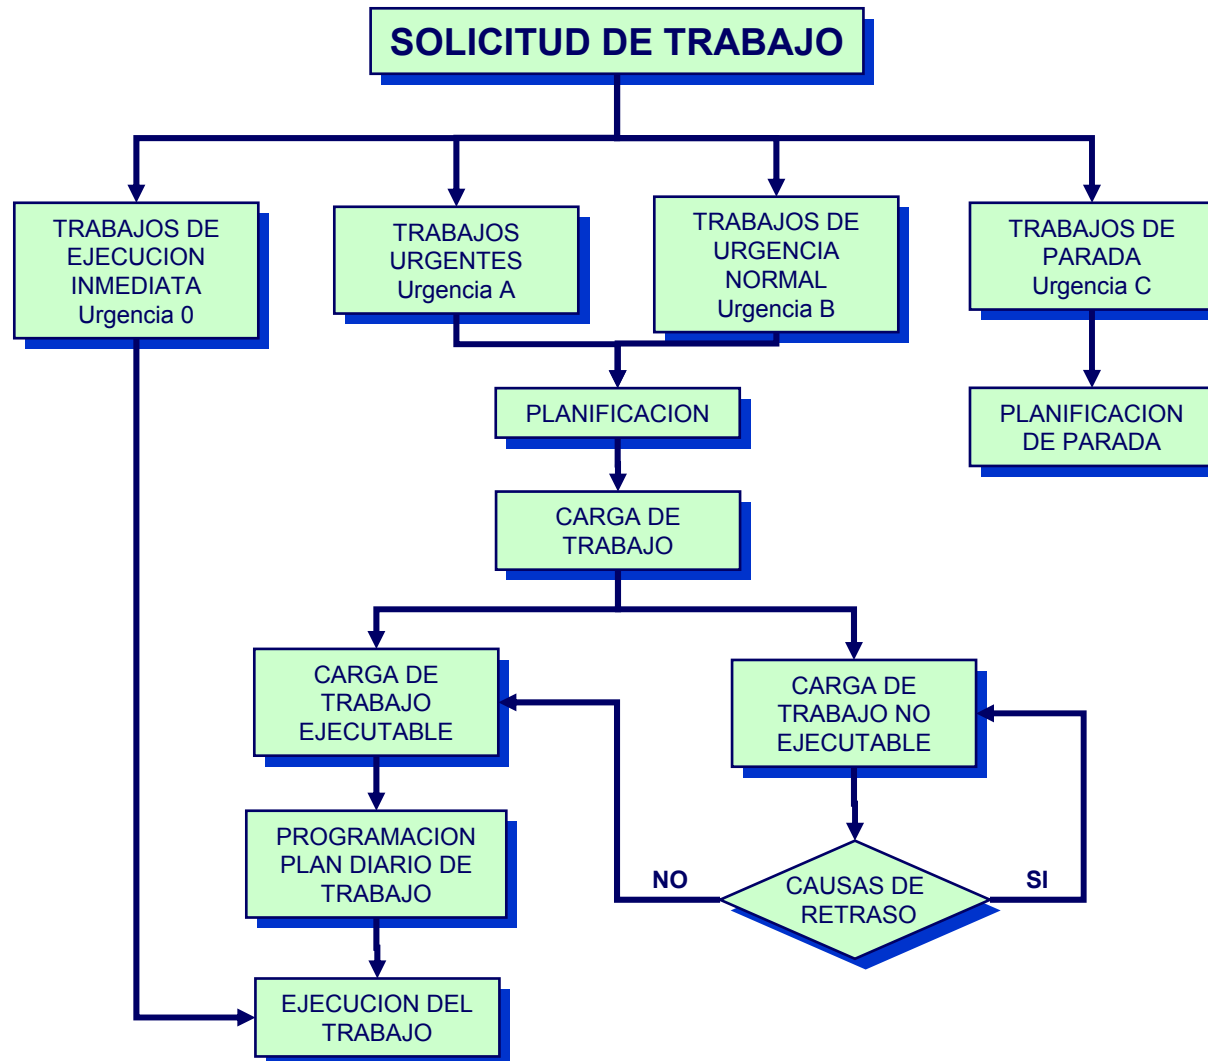 SOLICITUD DE TRABAJO
TRABAJOS DE
EJECUCION
INMEDIATA
Urgencia 0
TRABAJOS
URGENTES
Urgencia A
TRABAJOS DE
URGENCIA
NORMAL
Urgencia B
TRABAJOS DE
PARADA
Urgencia C
PLANIFICACION
PLANIFICACION
DE PARADA
CARGA DE
TRABAJO
CARGA DE
TRABAJO
EJECUTABLE
CARGA DE
TRABAJO NO
EJECUTABLE
PROGRAMACION
PLAN DIARIO DE
TRABAJO
NO
CAUSAS DE
RETRASO
SI
EJECUCION DEL
TRABAJO